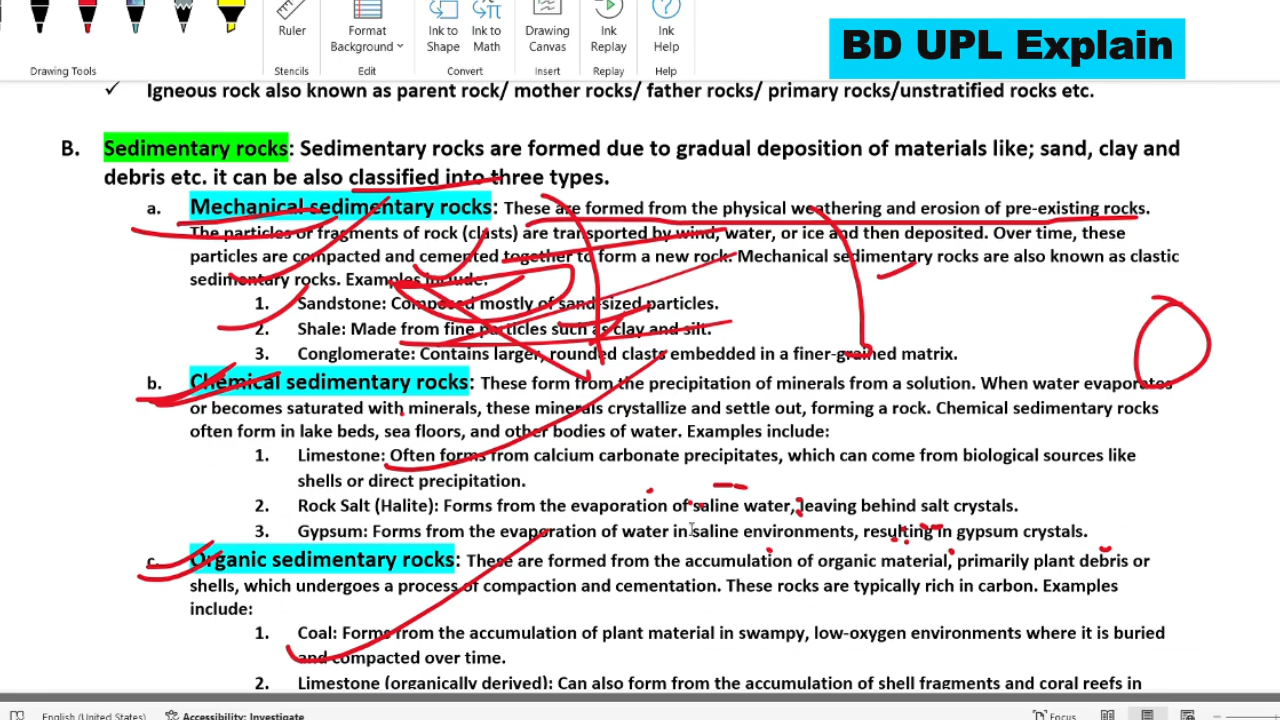 BD UPL Explain
Ruler
Format
Background
Ink to
Shape
Ink to
Math
Drawing
Canvas
Ink
Replay
Ink
Help
Drawing Tools
Stencils
Edit
Convert
Insert
Replay
Help
✓ Igneous rock also known as parent rock/ mother rocks/ father rocks/ primary rocks/unstratified rocks etc.
B. Sedimentary rocks: Sedimentary rocks are formed due to gradual deposition of materials like; sand, clay and
debris etc. it can be also classified into three types.
a. Mechanical sedimentary rocks: These are formed from the physical weathering and erosion of pre-existing rocks.
The particles or fragments of rock (clasts) are transported by wind, water, or ice and then deposited. Over time, these
particles are compacted and cemented together to form a new rock. Mechanical sedimentary rocks are also known as clastic
sedimentary rocks. Examples include:
1. Sandstone: Composed mostly of sand-sized particles.
2. Shale: Made from fine particles such as clay and silt.
3. Conglomerate: Contains larger, rounded clasts embedded in a finer-grained matrix.
b. Chemical sedimentary rocks: These form from the precipitation of minerals from a solution. When water evaporates
or becomes saturated with minerals, these minerals crystallize and settle out, forming a rock. Chemical sedimentary rocks
often form in lake beds, sea floors, and other bodies of water. Examples include:
1. Limestone: Often forms from calcium carbonate precipitates, which can come from biological sources like
shells or direct precipitation.
2. Rock Salt (Halite): Forms from the evaporation of saline water, leaving behind salt crystals.
3. Gypsum: Forms from the evaporation of water in saline environments, resulting in gypsum crystals.
c. Organic sedimentary rocks: These are formed from the accumulation of organic material, primarily plant debris or
shells, which undergoes a process of compaction and cementation. These rocks are typically rich in carbon. Examples
include:
1. Coal: Forms from the accumulation of plant material in swampy, low-oxygen environments where it is buried
and compacted over time.
2. Limestone (organically derived): Can also form from the accumulation of shell fragments and coral reefs in
English (United States)
Accessibility: Investigate
Focus